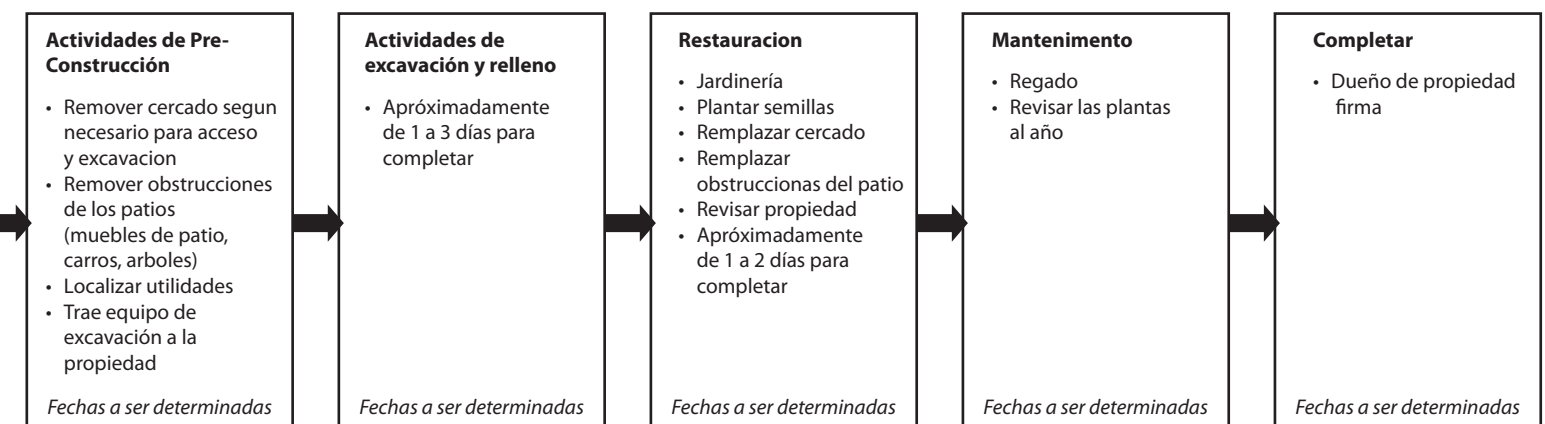 Actividades de Pre-
Construcción
• Remover cercado segun
necesario para acceso
y excavacion
• Remover obstrucciones
de los patios
(muebles de patio,
carros, arboles)
• Localizar utilidades
• Trae equipo de
excavación a la
propiedad
Fechas a ser determinadas
Actividades de
excavación y relleno
• Apróximadamente
de 1 a 3 días para
completar
Fechas a ser determinadas
Restauracion
• Jardinería
• Plantar semillas
• Remplazar cercado
• Remplazar
obstruccionas del patio
• Revisar propiedad
• Apróximadamente
de 1 a 2 días para
completar
Fechas a ser determinadas
Mantenimento
• Regado
• Revisar las plantas
al año
Fechas a ser determinadas
Completar
• Dueño de propiedad
firma
Fechas a ser determinadas